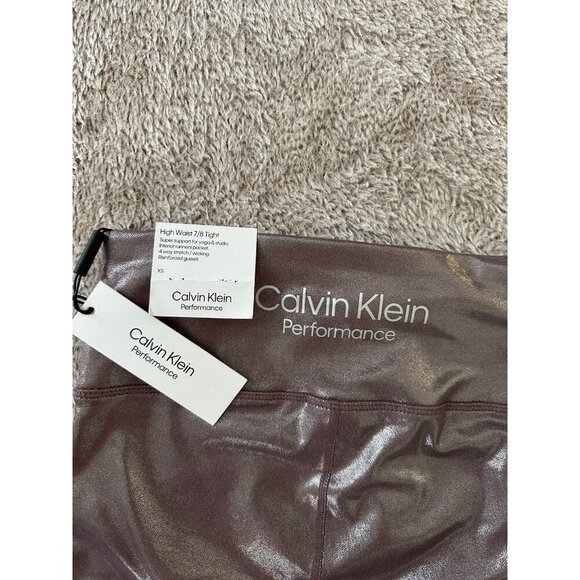 High Waist 7/8 Tight
Super support for yoga & studio.
Interior runners pocket.
4 way stretch / wicking
Reinforced gusset.
XS
Calvin Klein
Performance
Calvin Klein
Performance
Calvin Klein
Performance